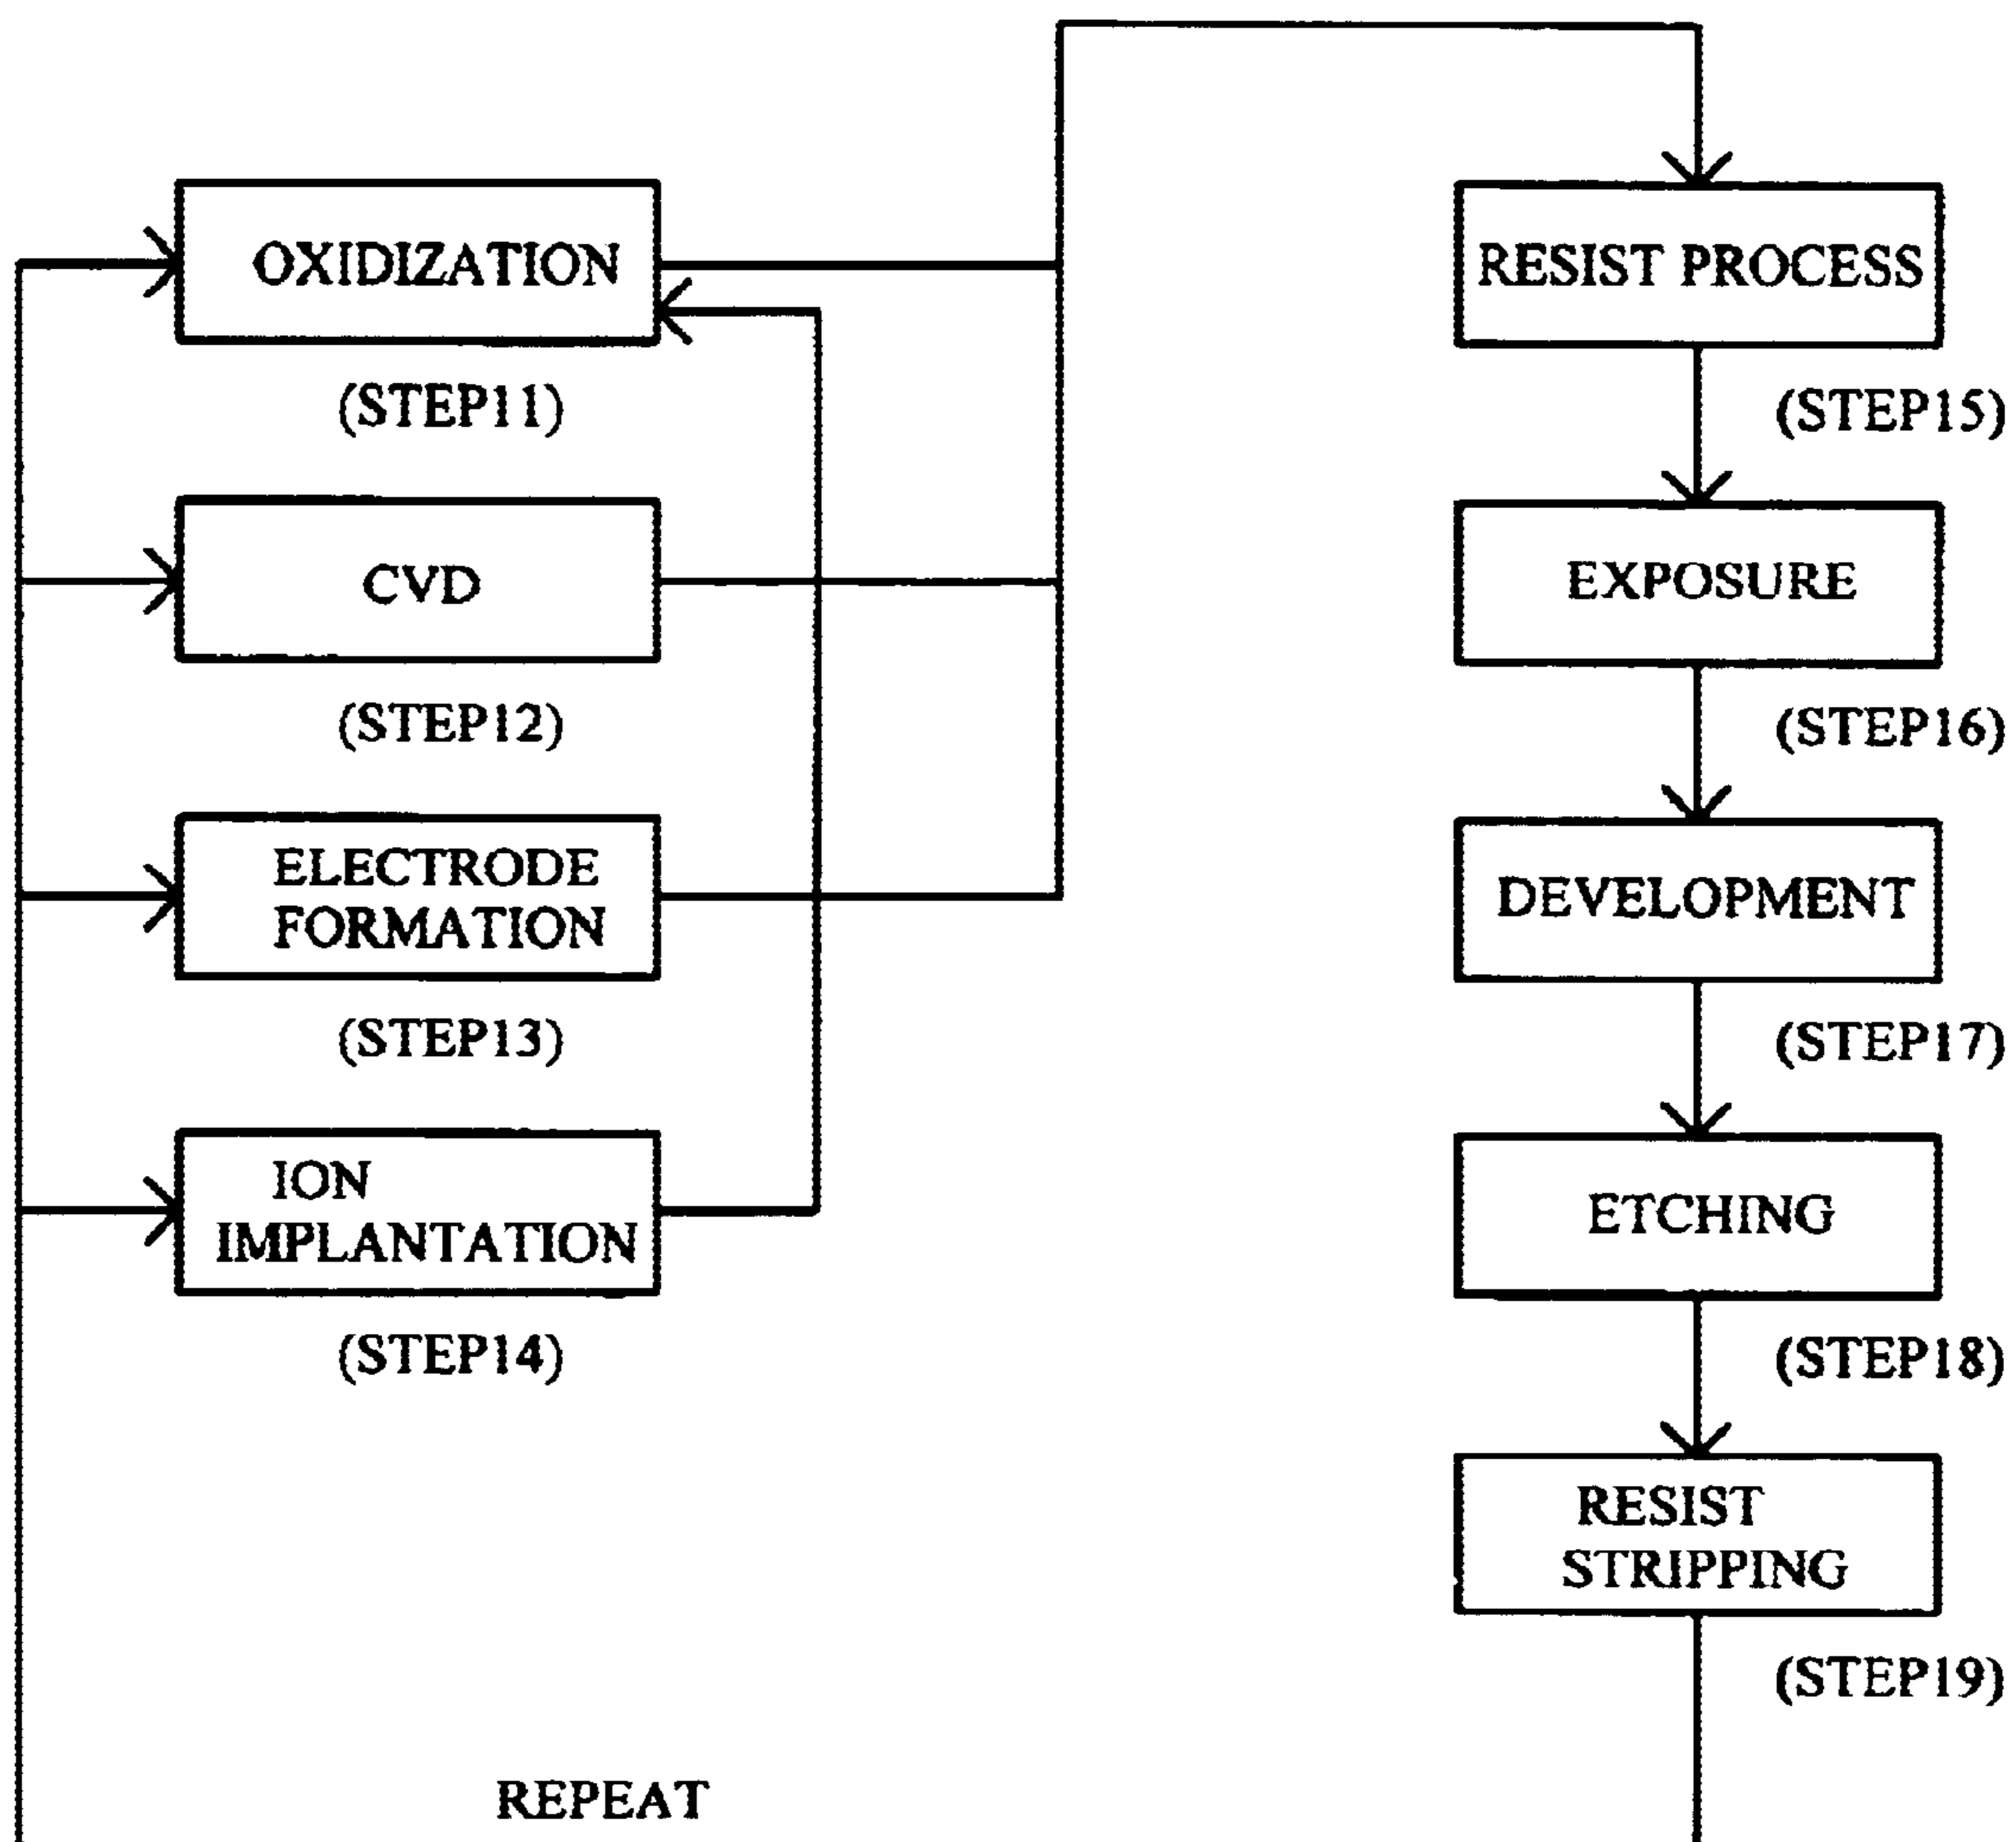 OXIDIZATION
(STEP11)
CVD
(STEP12)
ELECTRODE
FORMATION
(STEP13)
ION
IMPLANTATION
(STEP14)
RESIST PROCESS
(STEP15)
EXPOSURE
(STEP16)
DEVELOPMENT
(STEP17)
ETCHING
(STEP18)
RESIST
STRIPPING
(STEP19)
REPEAT